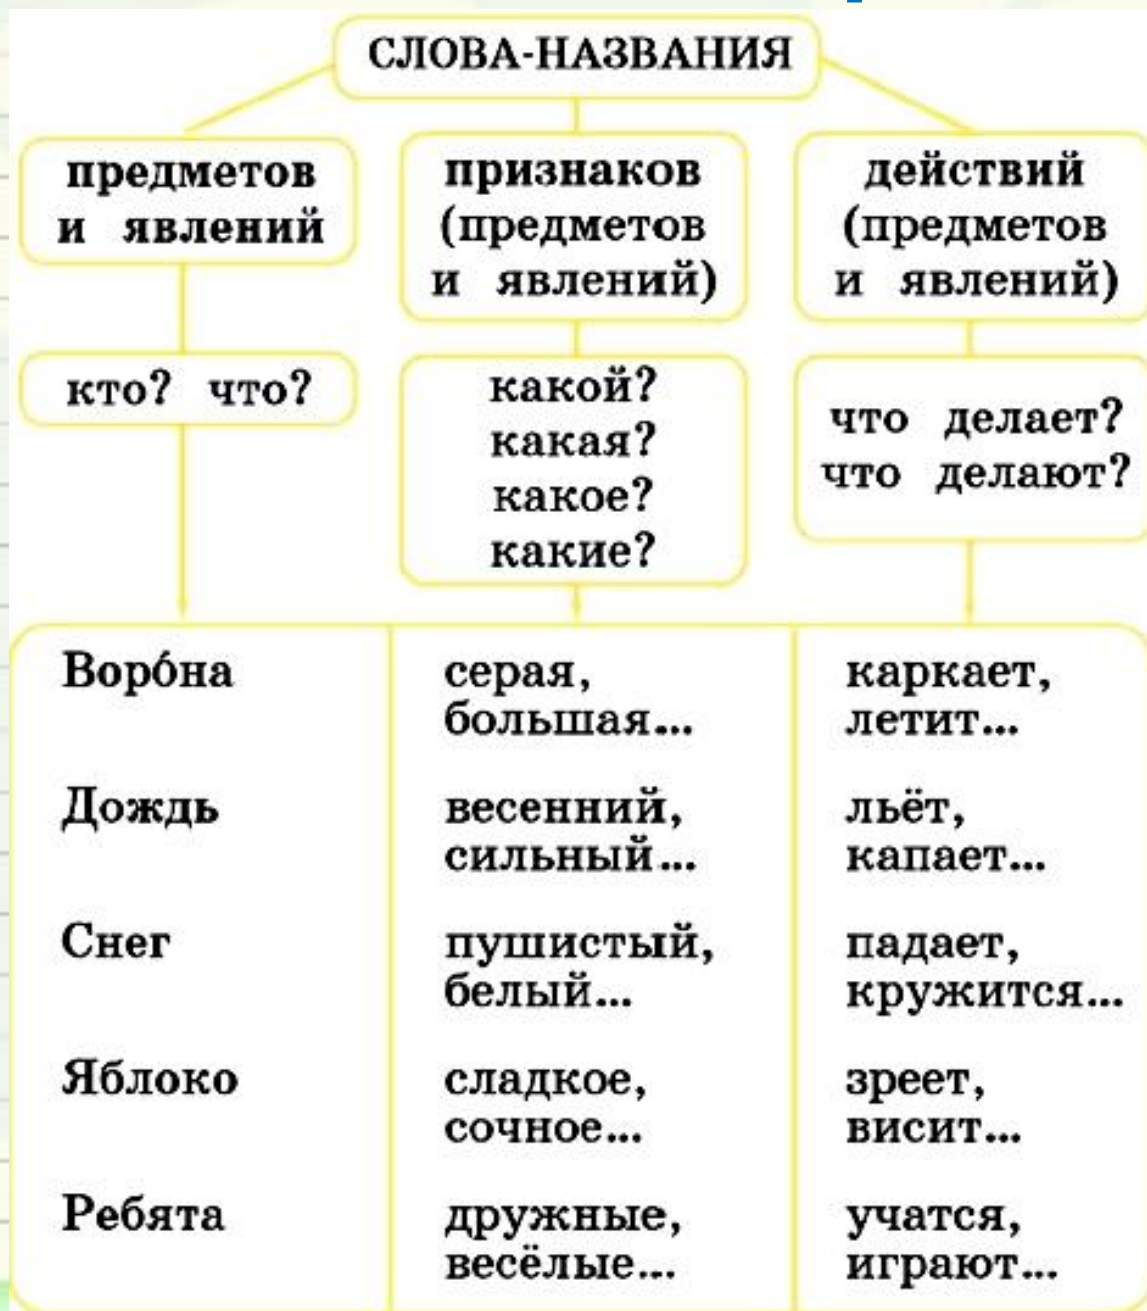 СЛОВА-НАЗВАНИЯ
предметов
и явлений
признаков
(предметов
и явлений)
действий
(предметов
и явлений)
кто? что?
какой?
какая?
какое?
какие?
что делает?
что делают?
Воро́на
серая,
большая...
каркает,
летит...
Дождь
весенний,
сильный...
льёт,
капает...
Снег
пушистый,
белый...
падает,
кружится...
Яблоко
сладкое,
сочное...
зреет,
висит...
Ребята
дружные,
весёлые...
учатся,
играют...